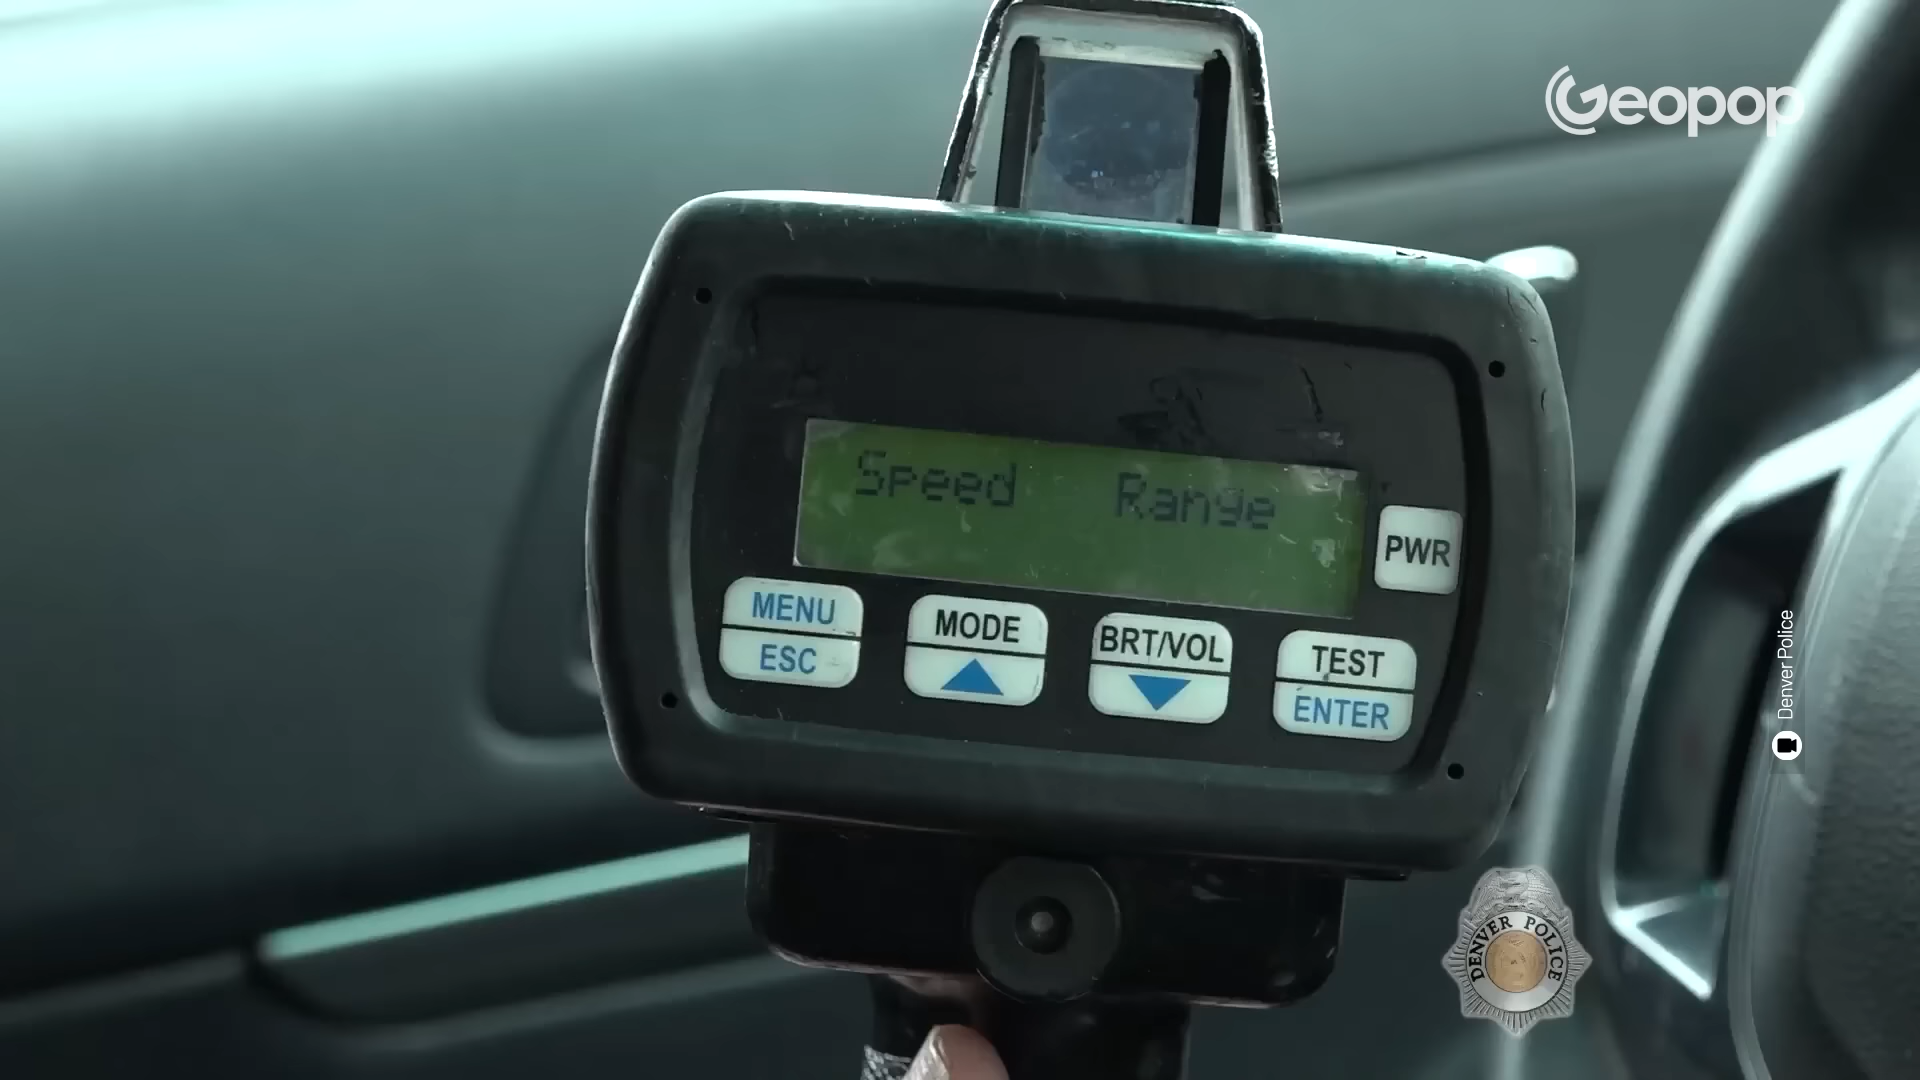 Geopop
Speed Range
PWR
MENU
ESC
MODE
BRT/VOL
TEST
ENTER
Denver Police
DENVER POLICE